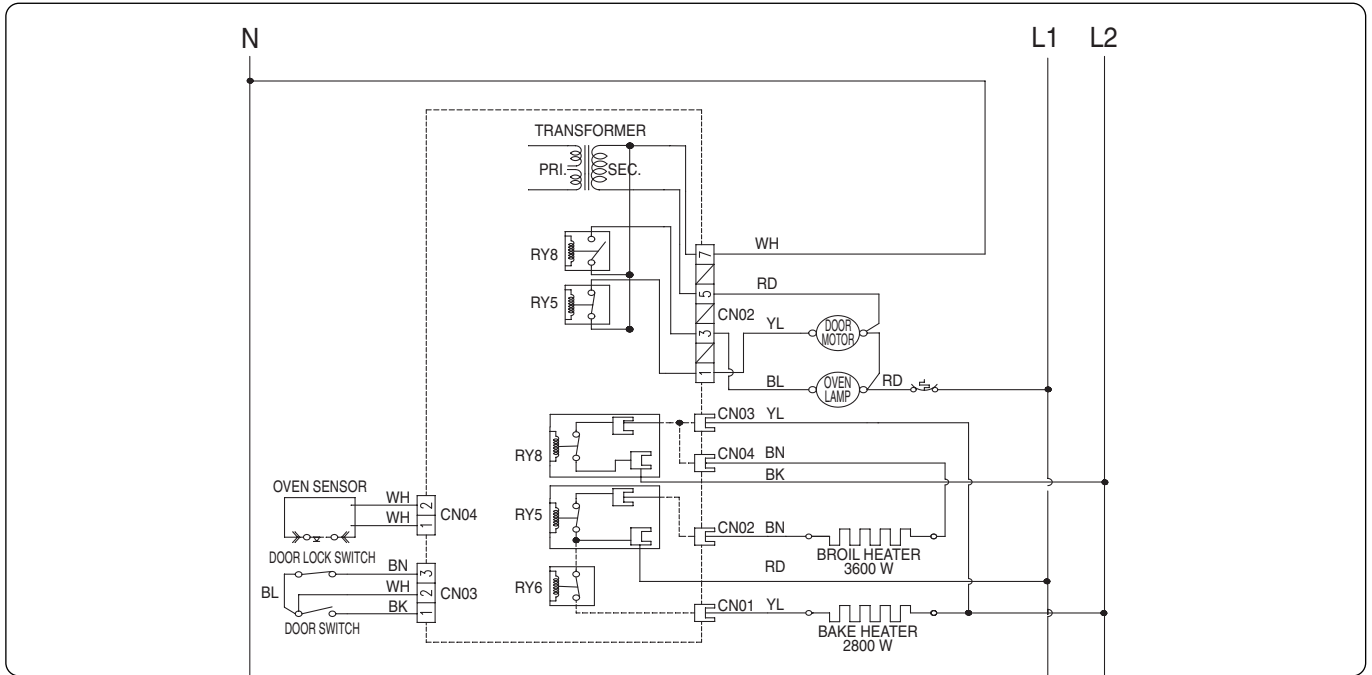 N
L1
L2
TRANSFORMER
PRI.
SEC.
RY8
RY5
7
5
CN02
3
1
WH
RD
YL
DOOR
MOTOR
BL
OVEN
LAMP
RD
CN03
YL
RY8
CN04
BN
BK
OVEN SENSOR
WH
WH
2
1
CN04
DOOR LOCK SWITCH
RY5
CN02
BN
BROIL HEATER
3600 W
RD
BL
BN
WH
BK
3
2
1
CN03
DOOR SWITCH
RY6
CN01
YL
BAKE HEATER
2800 W